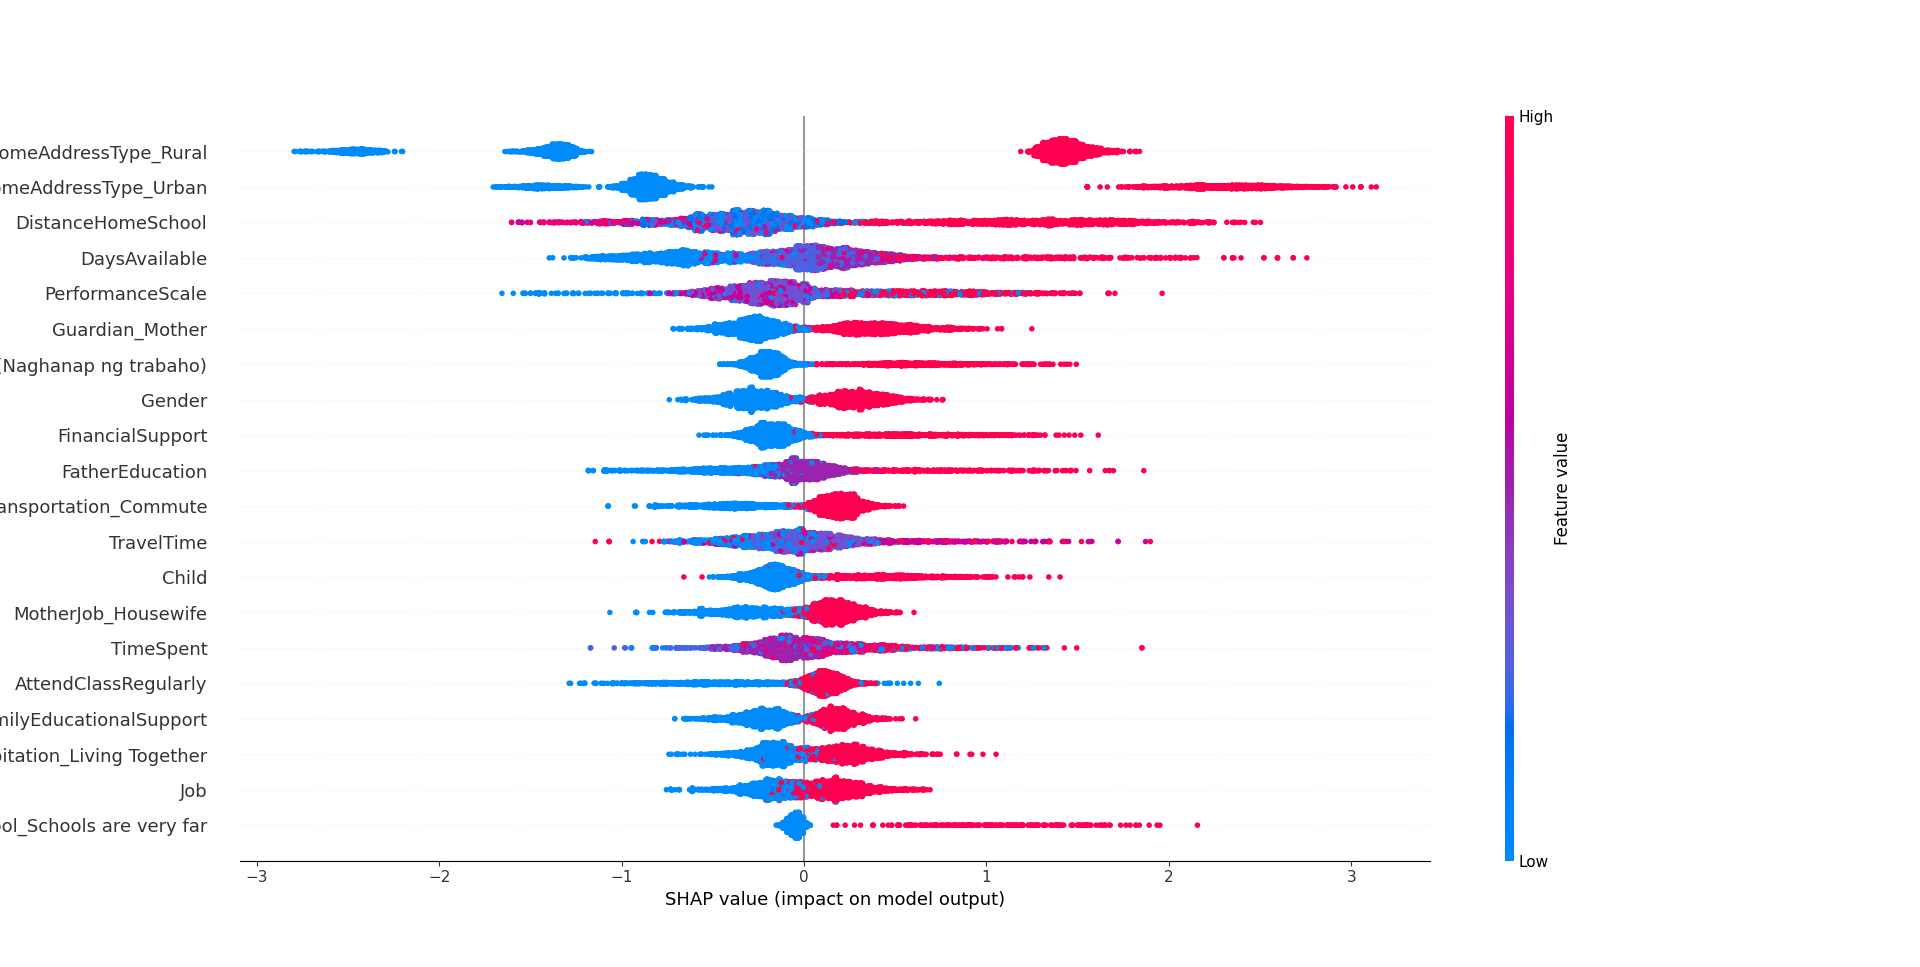 High
omeAddressType_Rural
omeAddressType_Urban
DistanceHomeSchool
DaysAvailable
PerformanceScale
Guardian_Mother
(Naghanap ng trabaho)
Gender
FinancialSupport
FatherEducation
ansportation_Commute
TravelTime
Child
MotherJob_Housewife
TimeSpent
AttendClassRegularly
milyEducationalSupport
bitation_Living Together
Job
ool_Schools are very far
Feature value
Low
−3 −2 −1 0 1 2 3
SHAP value (impact on model output)